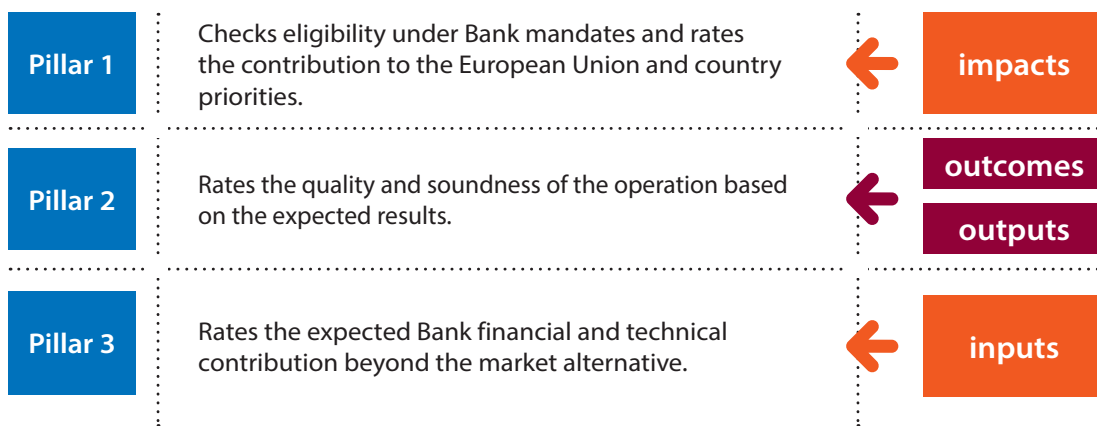 Pillar 1
Checks eligibility under Bank mandates and rates
the contribution to the European Union and country
priorities.
impacts
Pillar 2
Rates the quality and soundness of the operation based
on the expected results.
outcomes
outputs
Pillar 3
Rates the expected Bank financial and technical
contribution beyond the market alternative.
inputs